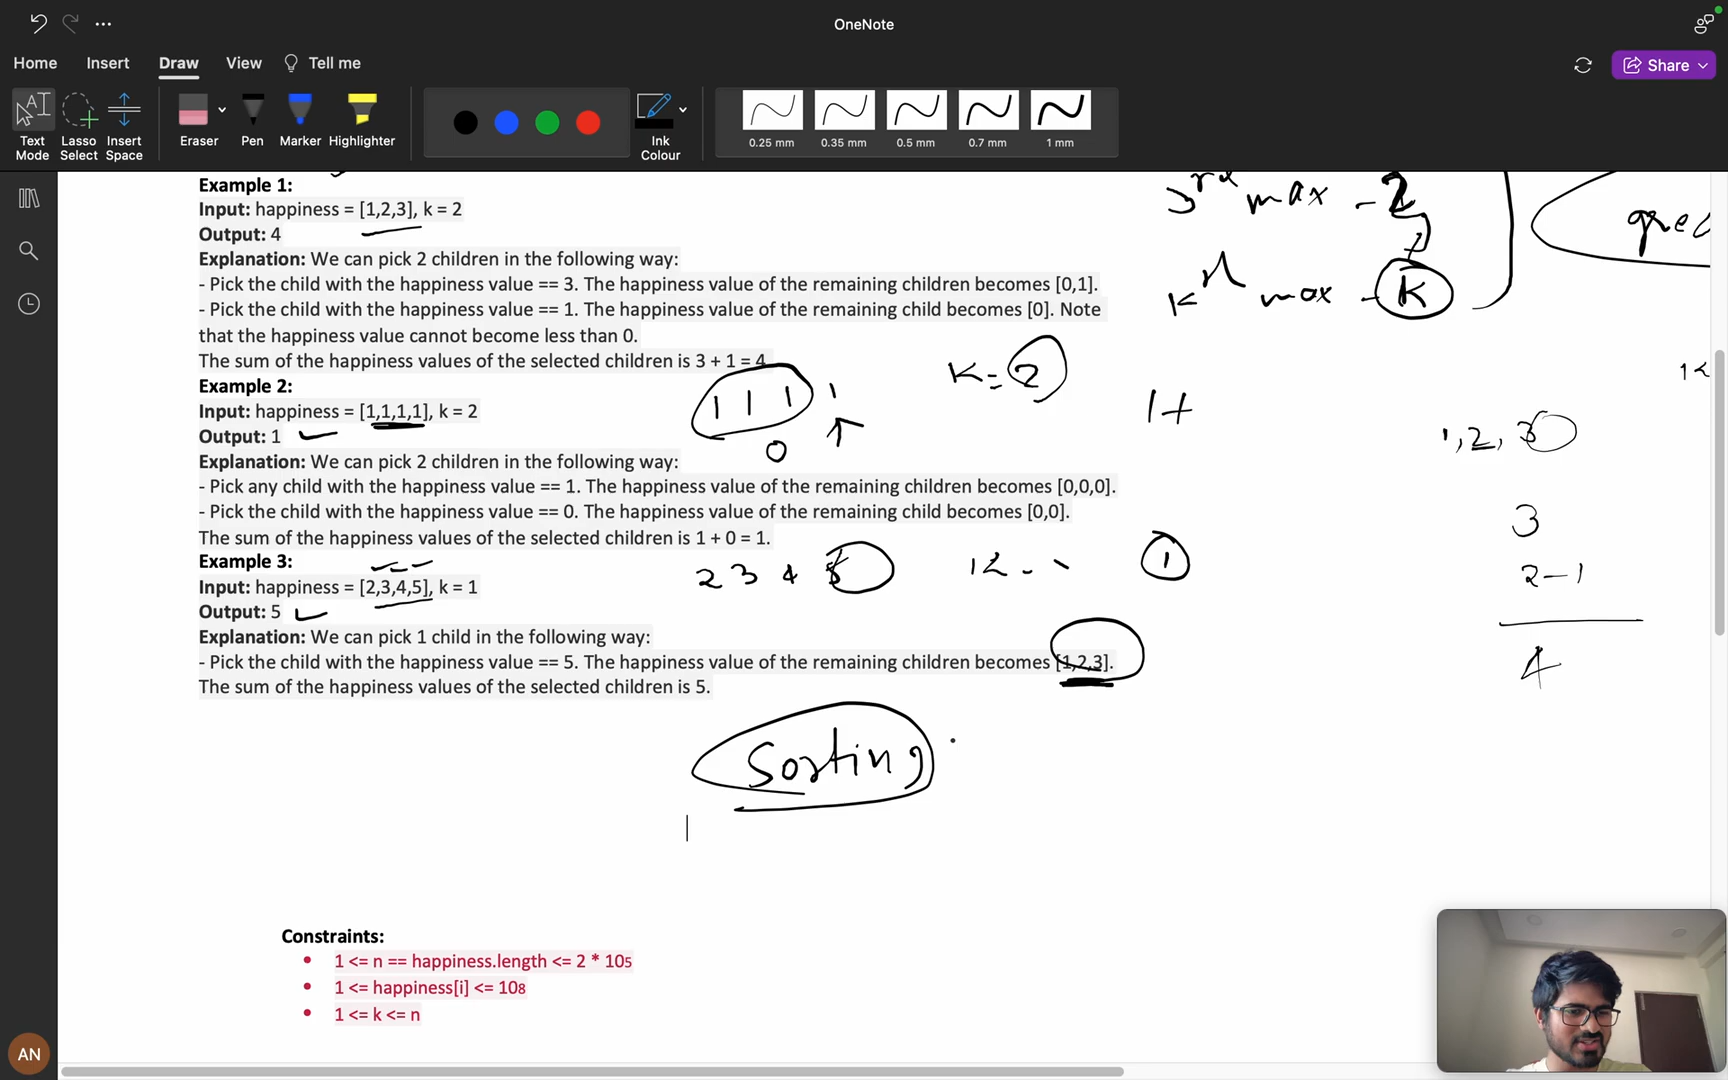 OneNote
Home Insert Draw View Tell me Share
Text Mode Lasso Select Insert Space Eraser Pen Marker Highlighter Ink Colour 0.25 mm 0.35 mm 0.5 mm 0.7 mm 1 mm
Example 1:
Input: happiness = [1,2,3], k = 2
Output: 4
Explanation: We can pick 2 children in the following way:
- Pick the child with the happiness value == 3. The happiness value of the remaining children becomes [0,1].
- Pick the child with the happiness value == 1. The happiness value of the remaining child becomes [0]. Note
that the happiness value cannot become less than 0.
The sum of the happiness values of the selected children is 3 + 1 = 4
Example 2:
Input: happiness = [1,1,1,1], k = 2
Output: 1
Explanation: We can pick 2 children in the following way:
- Pick any child with the happiness value == 1. The happiness value of the remaining children becomes [0,0,0].
- Pick the child with the happiness value == 0. The happiness value of the remaining child becomes [0,0].
The sum of the happiness values of the selected children is 1 + 0 = 1.
Example 3:
Input: happiness = [2,3,4,5], k = 1
Output: 5
Explanation: We can pick 1 child in the following way:
- Pick the child with the happiness value == 5. The happiness value of the remaining children becomes [1,2,3].
The sum of the happiness values of the selected children is 5.
3rd max - 2
kth max - k
K = 2
1 1 1 1
0
1+
1, 2, 3
3
2 - 1
4
2 3 4 5
1
Sorting
Constraints:
1 <= n == happiness.length <= 2 * 105
1 <= happiness[i] <= 108
1 <= k <= n
AN